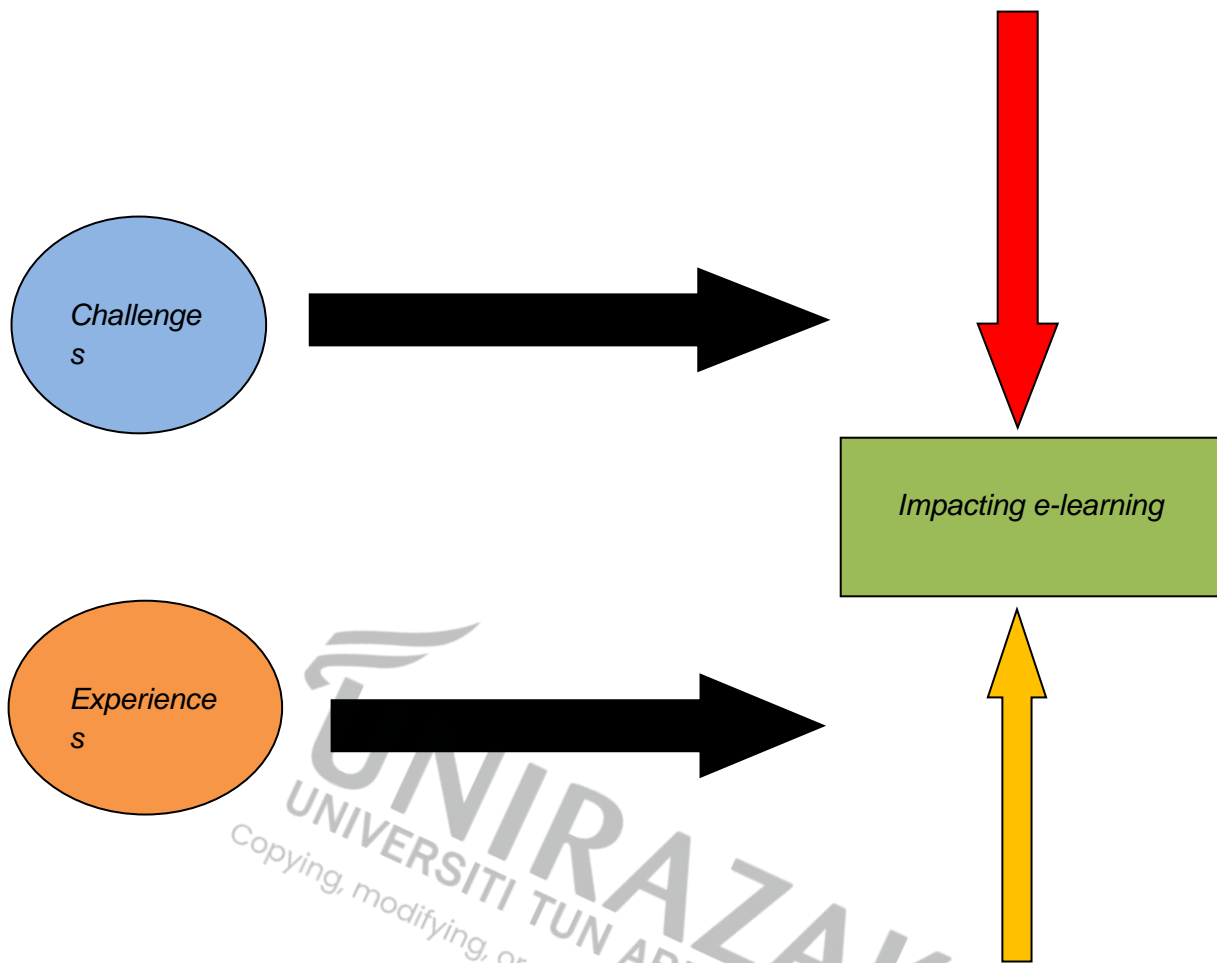 Challenge
s
Impacting e-learning
Experience
s
UNIRAZAK
UNIVERSITI TUN
Copying, modifying, or